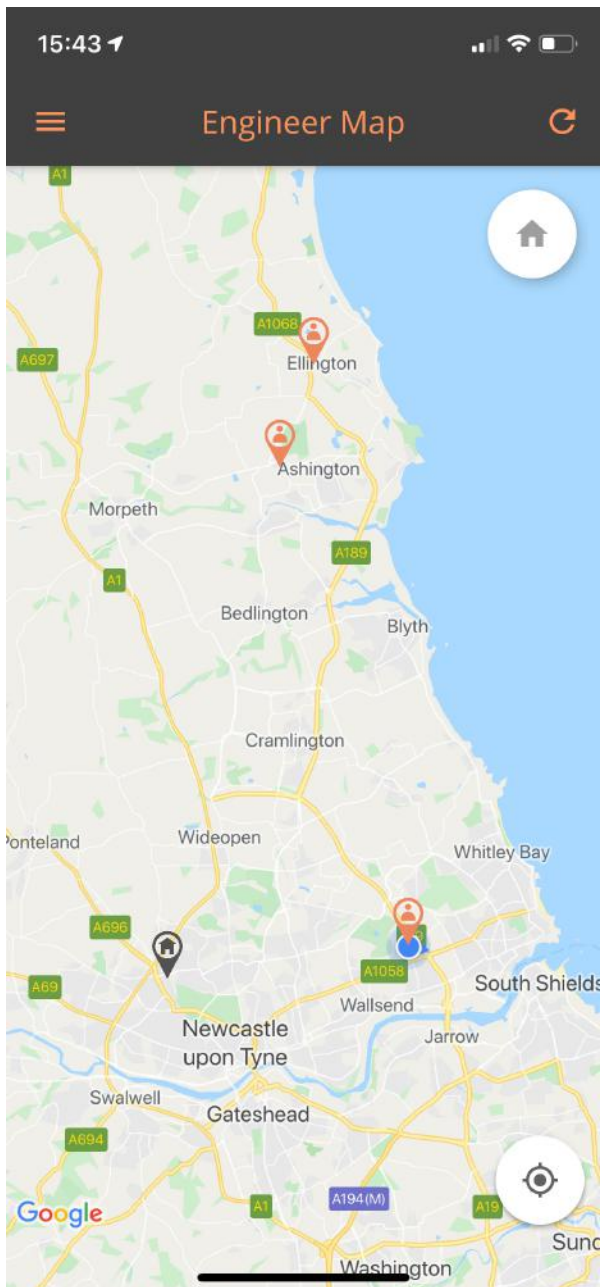 15:43
Engineer Map
A1
A1068
A697
Ellington
Ashington
Morpeth
A189
A1
Bedlington
Blyth
Cramlington
Wideopen
Ponteland
Whitley Bay
A696
A1058
A69
South Shields
Wallsend
Newcastle
upon Tyne
Jarrow
Swalwell
Gateshead
A694
A194(M)
A1
A19
Google
Sund
Washington